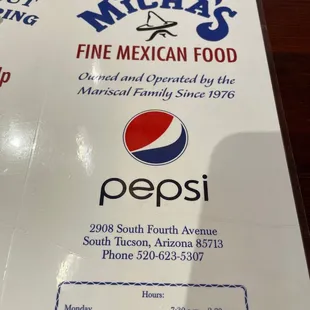 MICHA'S
FINE MEXICAN FOOD
Owned and Operated by the
Mariscal Family Since 1976
pepsi
2908 South Fourth Avenue
South Tucson, Arizona 85713
Phone 520-623-5307
Hours:
Monday